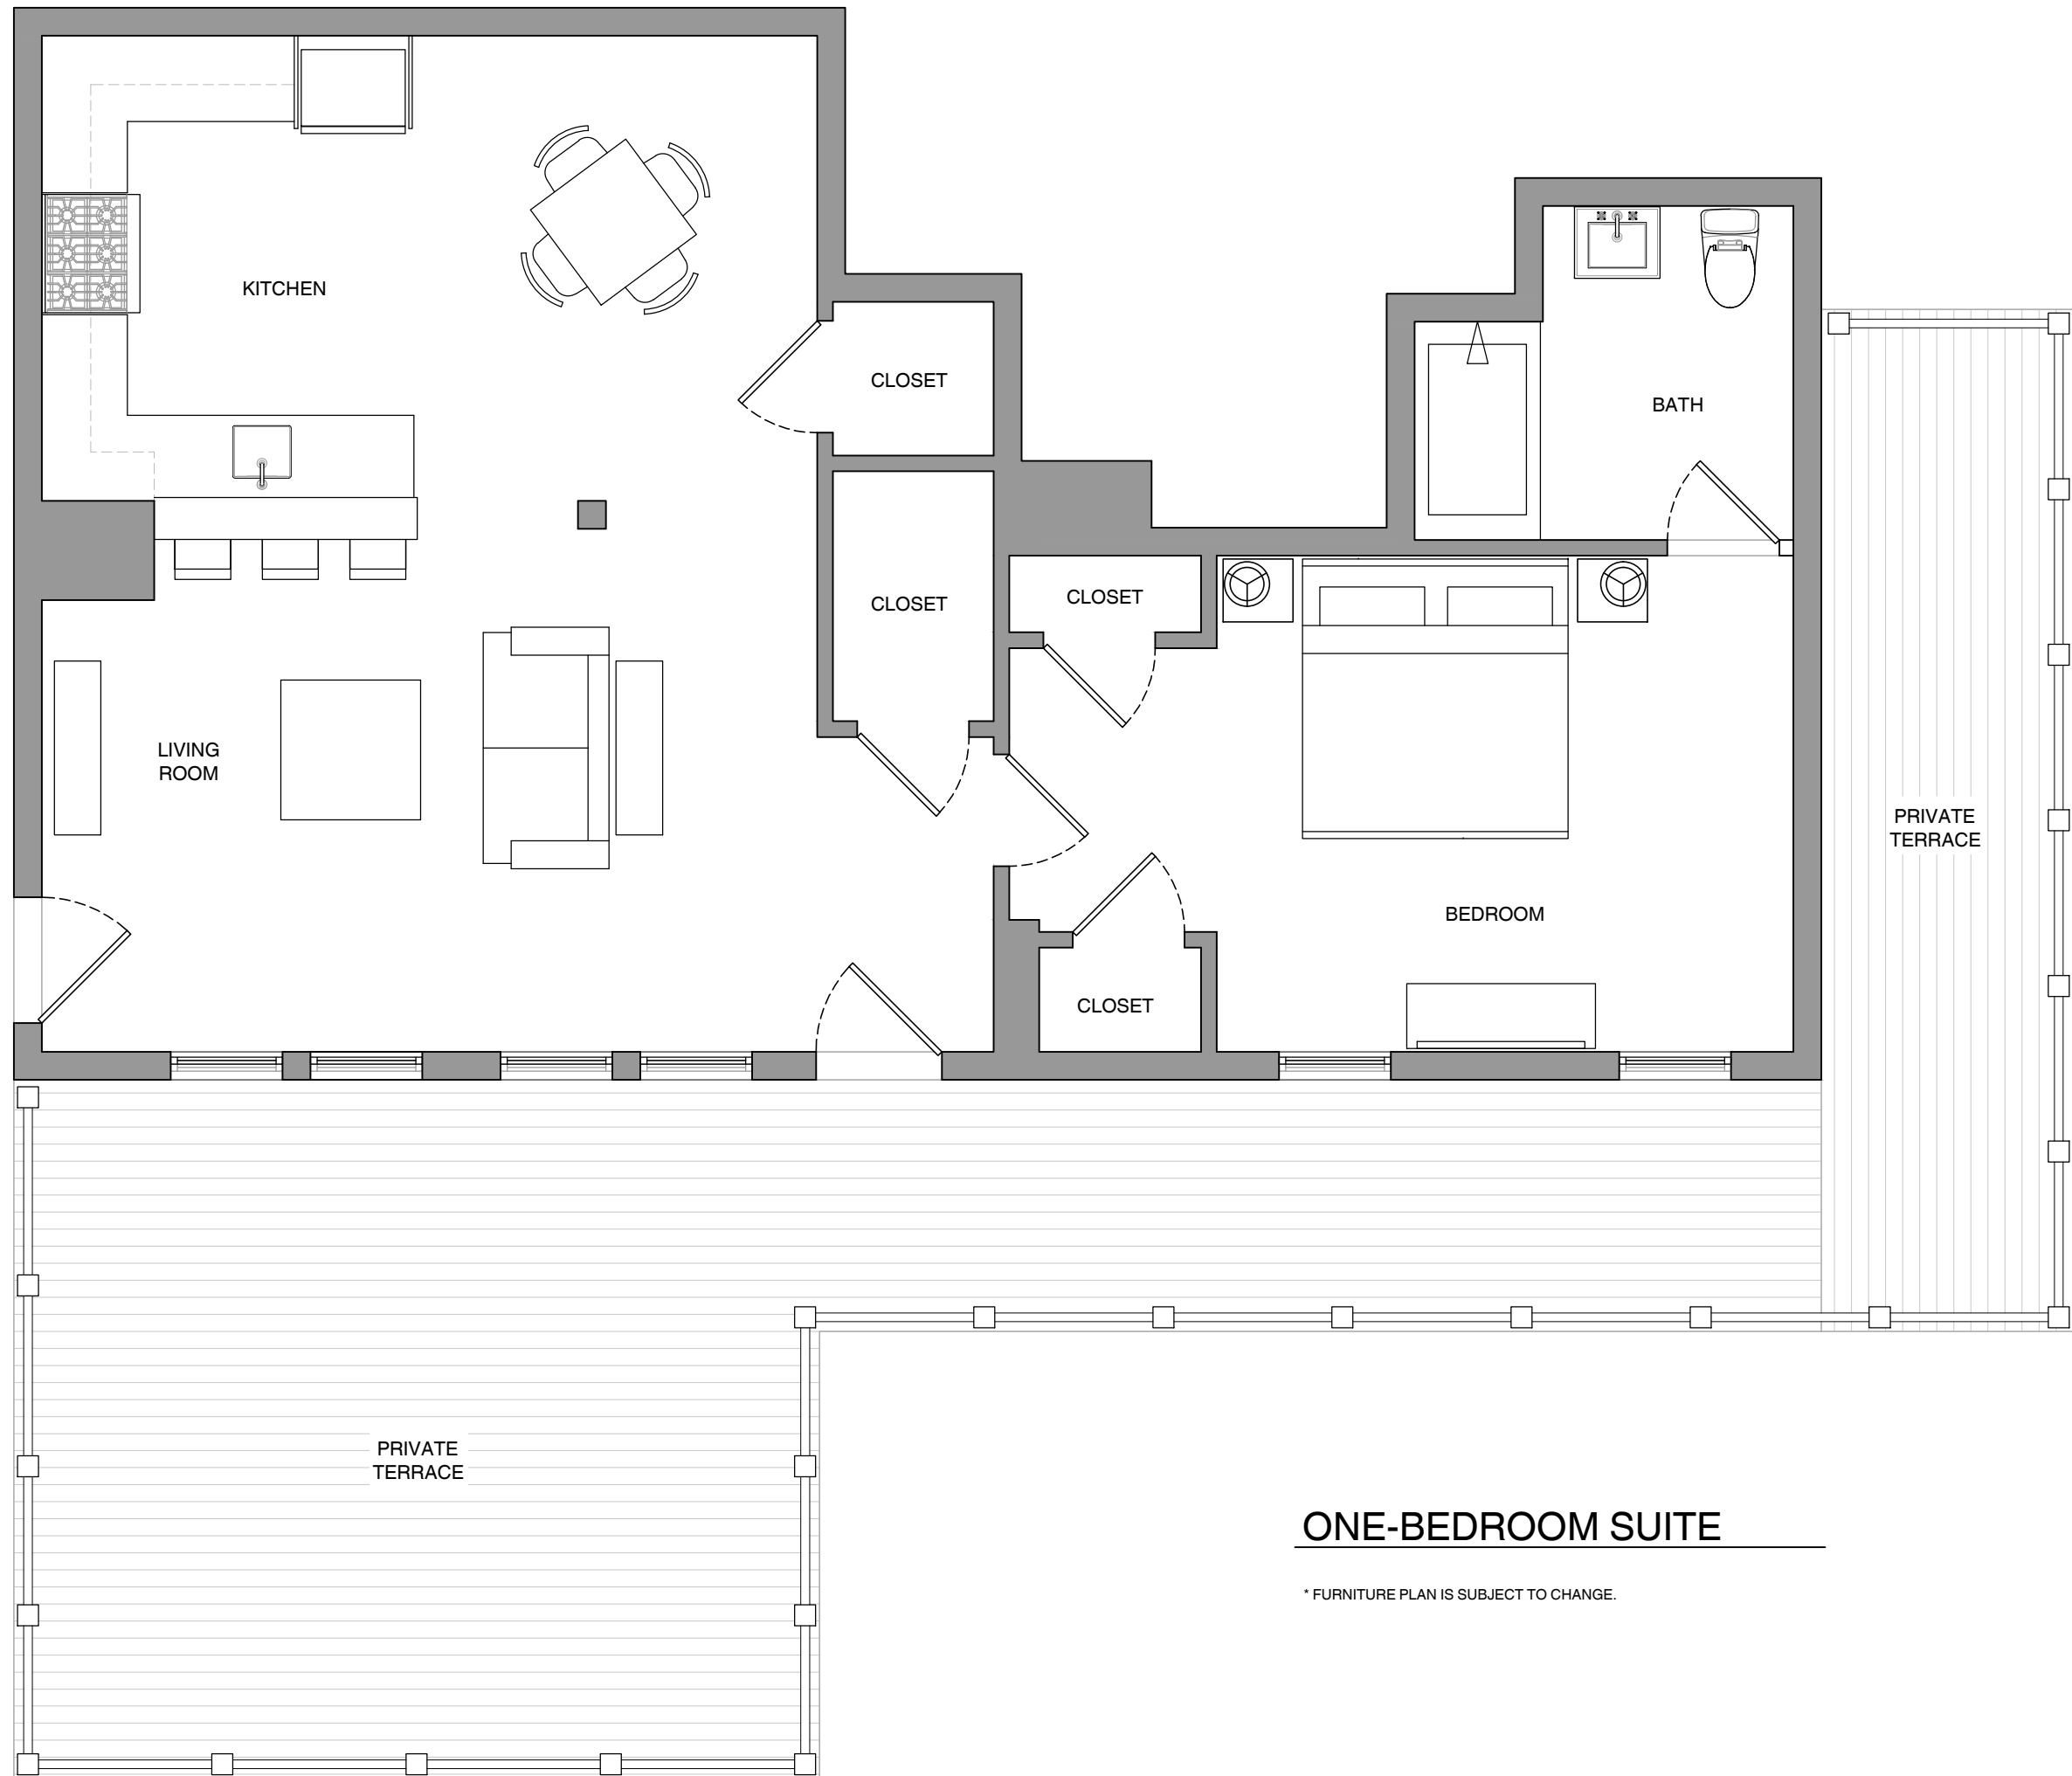 KITCHEN
CLOSET
BATH
CLOSET
CLOSET
LIVING
ROOM
PRIVATE
TERRACE
BEDROOM
CLOSET
PRIVATE
TERRACE
ONE-BEDROOM SUITE
* FURNITURE PLAN IS SUBJECT TO CHANGE.